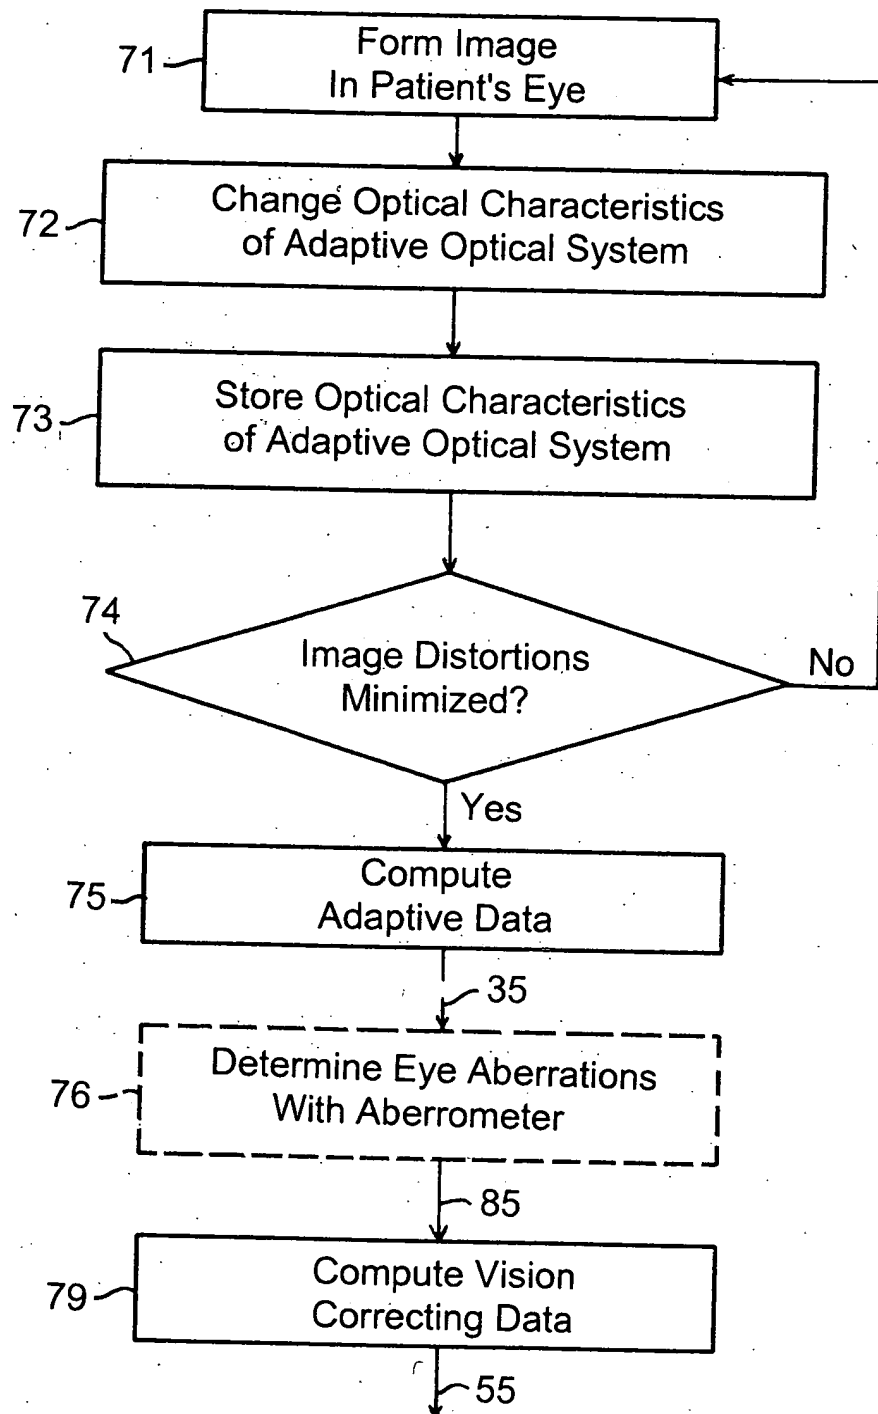 71
Form Image
In Patient's Eye
72
Change Optical Characteristics
of Adaptive Optical System
73
Store Optical Characteristics
of Adaptive Optical System
74
Image Distortions
Minimized?
No
Yes
75
Compute
Adaptive Data
35
76
Determine Eye Aberrations
With Aberrometer
85
79
Compute Vision
Correcting Data
55